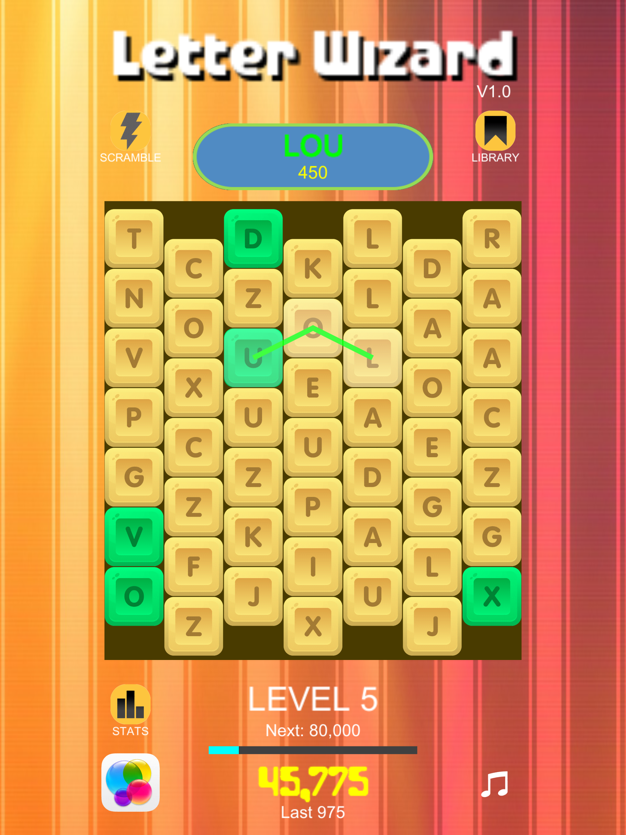 Letter Wizard
V1.0
SCRAMBLE
LOU
450
LIBRARY
T D L R
C K D
N Z L A
O O A
V U L A
X E O
P U A C
C U E
G Z D Z
Z P G
V K A G
F I L
O J U X
Z X J
LEVEL 5
STATS
Next: 80,000
45,775
Last 975